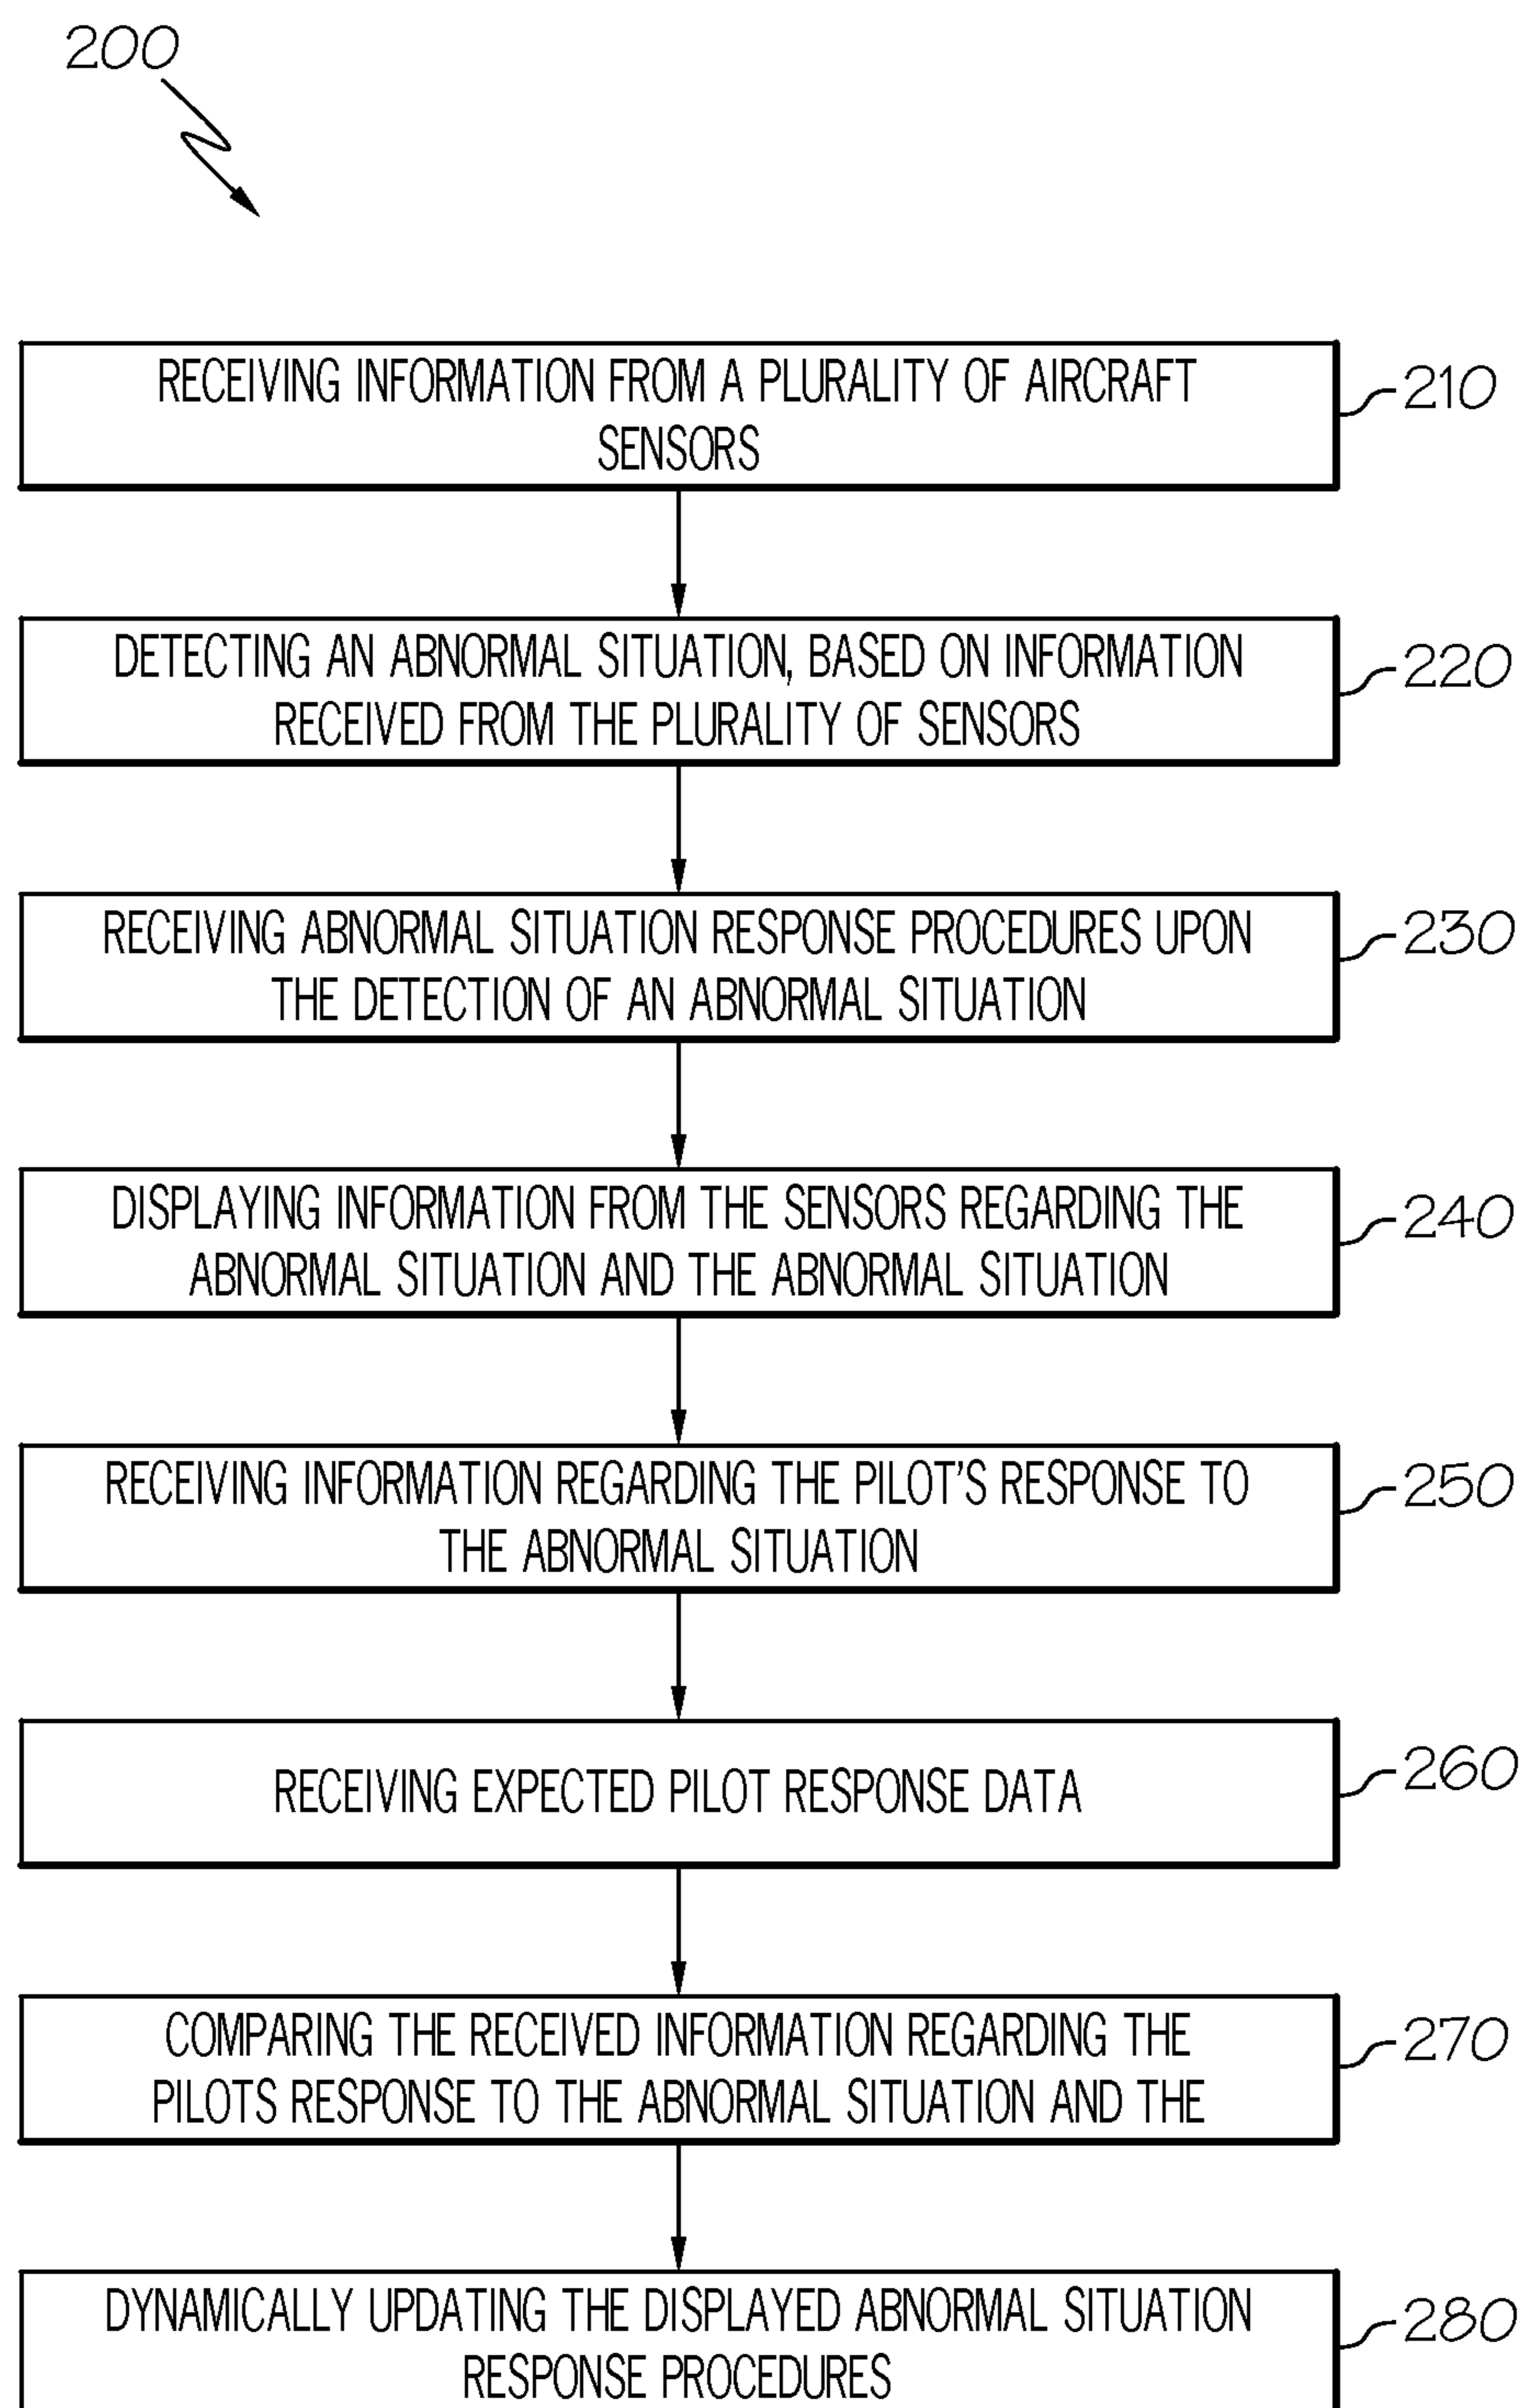 200
RECEIVING INFORMATION FROM A PLURALITY OF AIRCRAFT
SENSORS
210
DETECTING AN ABNORMAL SITUATION, BASED ON INFORMATION
RECEIVED FROM THE PLURALITY OF SENSORS
220
RECEIVING ABNORMAL SITUATION RESPONSE PROCEDURES UPON
THE DETECTION OF AN ABNORMAL SITUATION
230
DISPLAYING INFORMATION FROM THE SENSORS REGARDING THE
ABNORMAL SITUATION AND THE ABNORMAL SITUATION
240
RECEIVING INFORMATION REGARDING THE PILOT'S RESPONSE TO
THE ABNORMAL SITUATION
250
RECEIVING EXPECTED PILOT RESPONSE DATA
260
COMPARING THE RECEIVED INFORMATION REGARDING THE
PILOTS RESPONSE TO THE ABNORMAL SITUATION AND THE
270
DYNAMICALLY UPDATING THE DISPLAYED ABNORMAL SITUATION
RESPONSE PROCEDURES
280